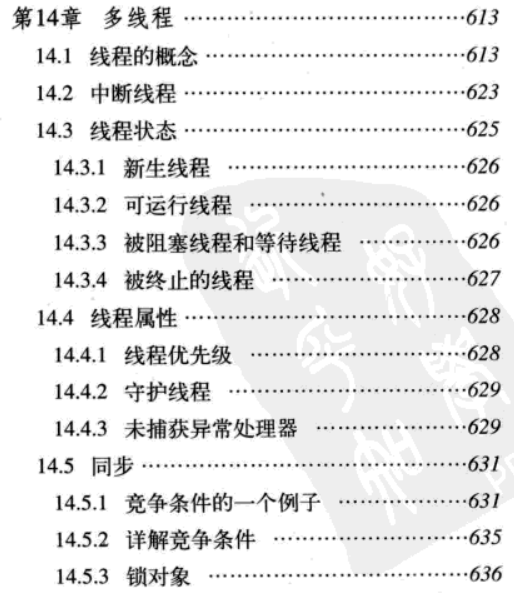 第14章 多线程 ……………………………613
14.1 线程的概念 ……………………………613
14.2 中断线程 ……………………………623
14.3 线程状态 ……………………………625
14.3.1 新生线程 ……………………………626
14.3.2 可运行线程 ……………………………626
14.3.3 被阻塞线程和等待线程 ……………626
14.3.4 被终止的线程 ……………………………627
14.4 线程属性 ……………………………628
14.4.1 线程优先级 ……………………………628
14.4.2 守护线程 ……………………………629
14.4.3 未捕获异常处理器 ……………………629
14.5 同步 ……………………………631
14.5.1 竞争条件的一个例子 ………………631
14.5.2 详解竞争条件 ……………………………635
14.5.3 锁对象 ……………………………636